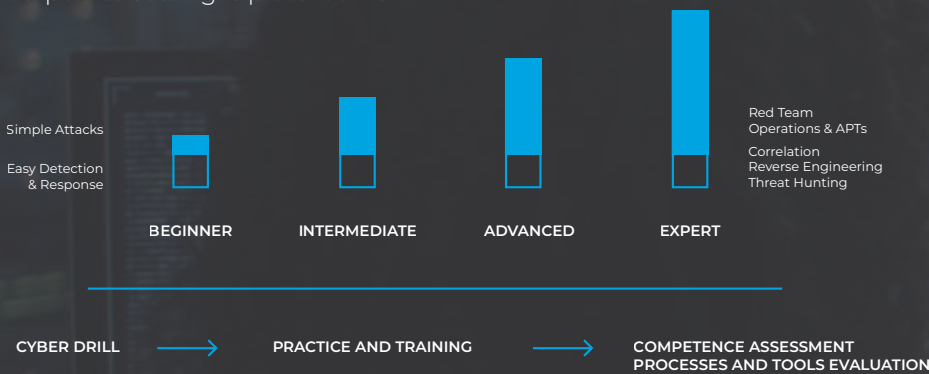 Simple Attacks
Easy Detection
& Response
Red Team
Operations & APTs
Correlation
Reverse Engineering
Threat Hunting
BEGINNER
INTERMEDIATE
ADVANCED
EXPERT
CYBER DRILL
PRACTICE AND TRAINING
COMPETENCE ASSESSMENT
PROCESSES AND TOOLS EVALUATION